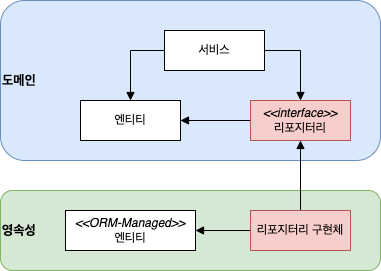 서비스
도메인
엔티티
<<interface>>
리포지터리
영속성
<<ORM-Managed>>
엔티티
리포지터리 구현체